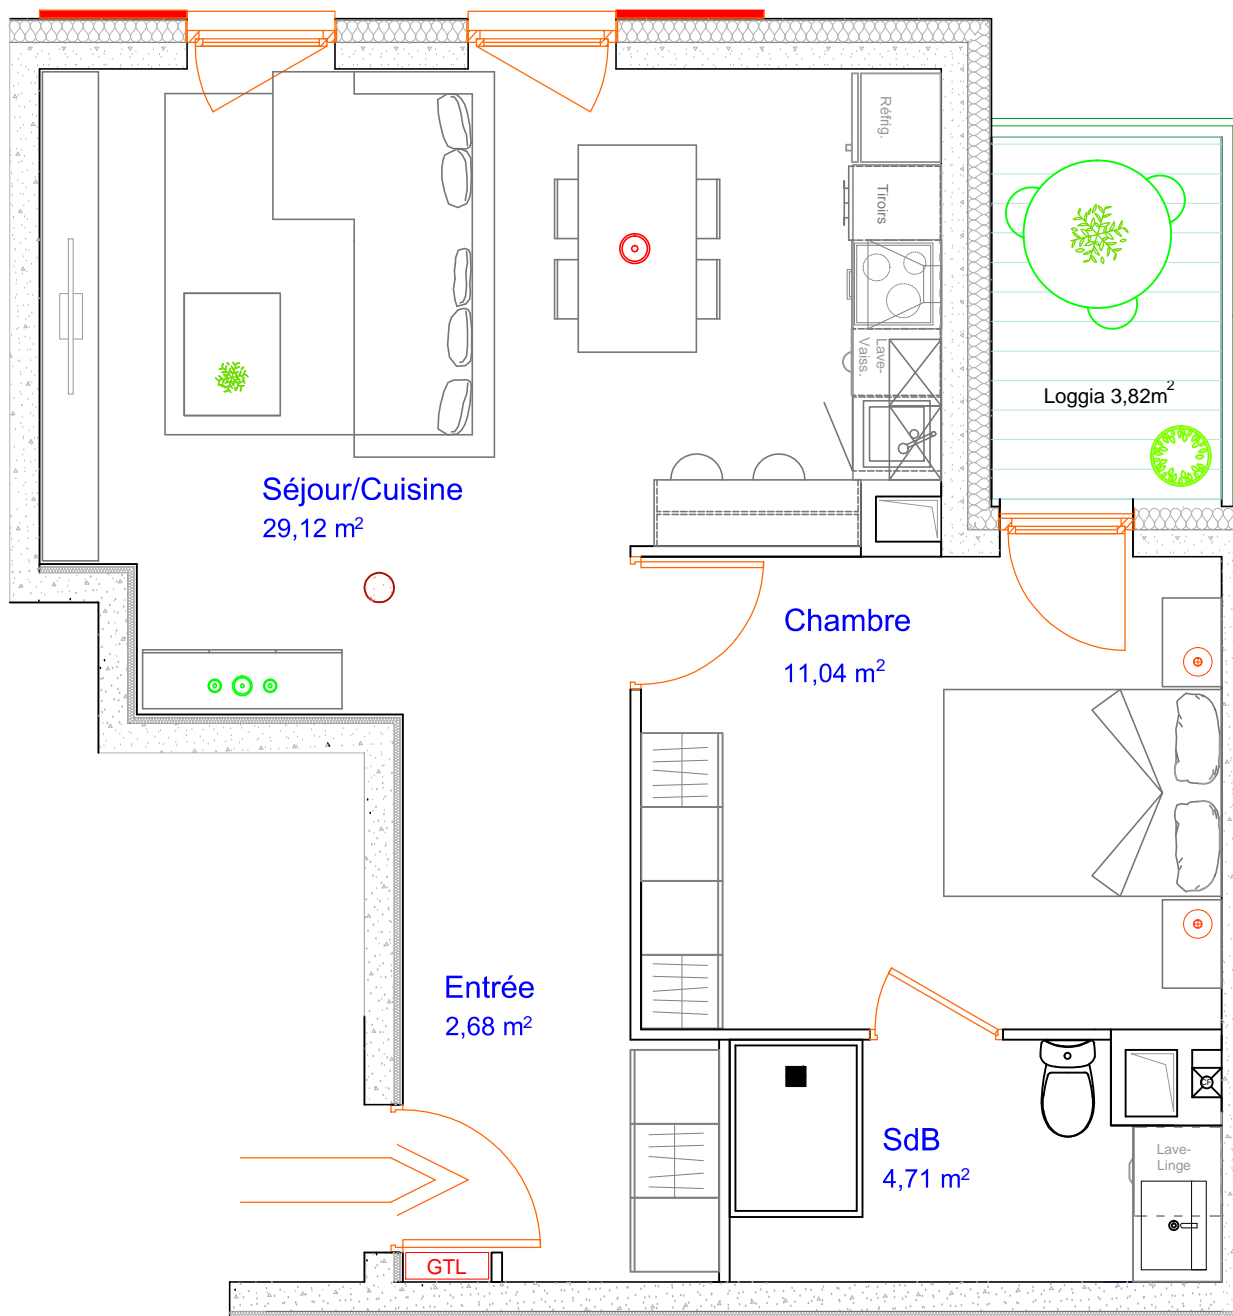 Réfrig.
Tiroirs
Lave-
Vaiss.
Loggia 3,82m²
Séjour/Cuisine
29,12 m²
Chambre
11,04 m²
Entrée
2,68 m²
SdB
4,71 m²
Lave-
Linge
GTL